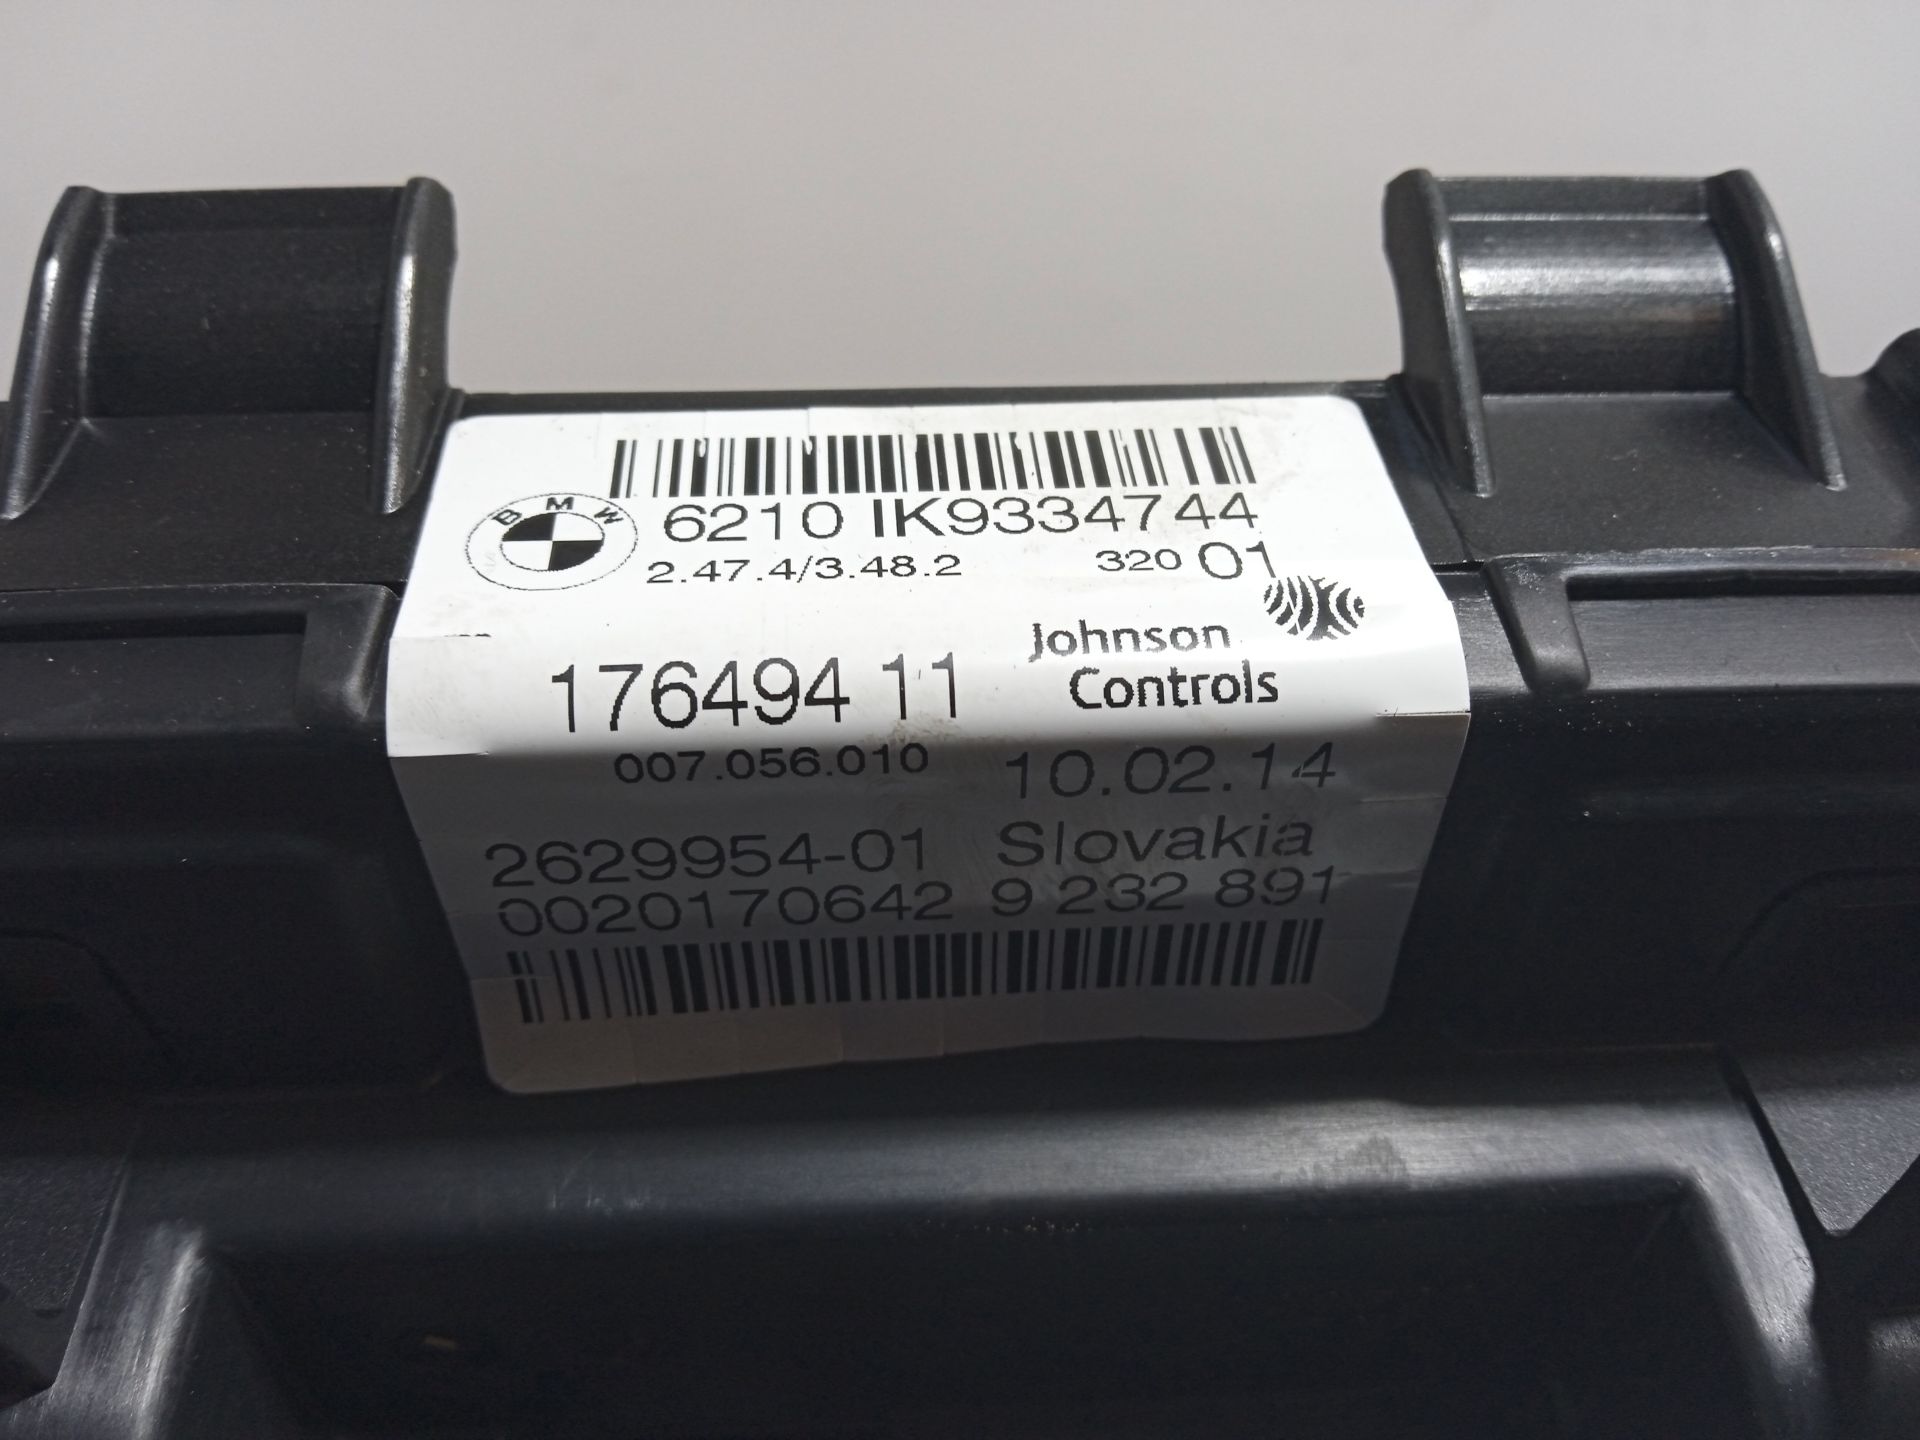 BMW
6210 IK9334744
2.47.4/3.48.2 320 01
Johnson
Controls
176494 11
007.056.010 10.02.14
2629954-01 Slovakia
0020170642 9 232 891